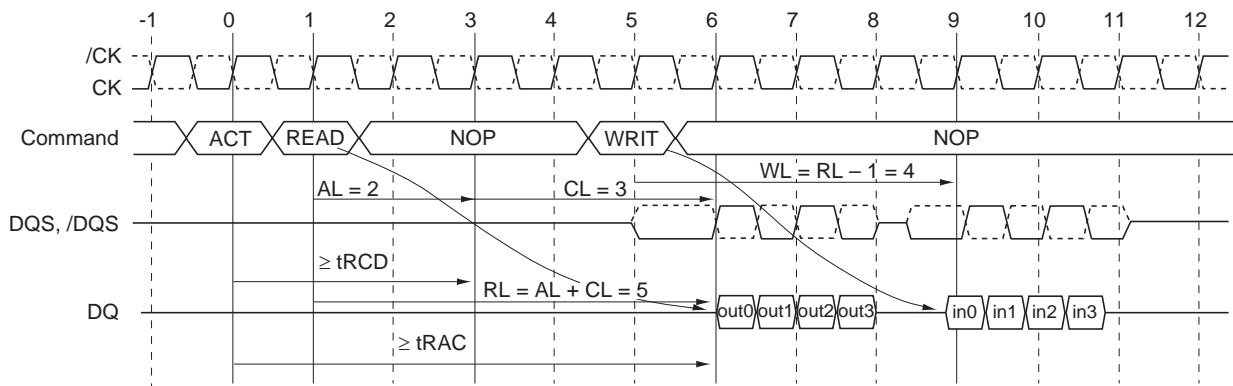 -1 0 1 2 3 4 5 6 7 8 9 10 11 12
/CK
CK
Command ACT READ NOP WRIT NOP
WL = RL – 1 = 4
AL = 2 CL = 3
DQS, /DQS
≥ tRCD
RL = AL + CL = 5
DQ out0 out1 out2 out3 in0 in1 in2 in3
≥ tRAC